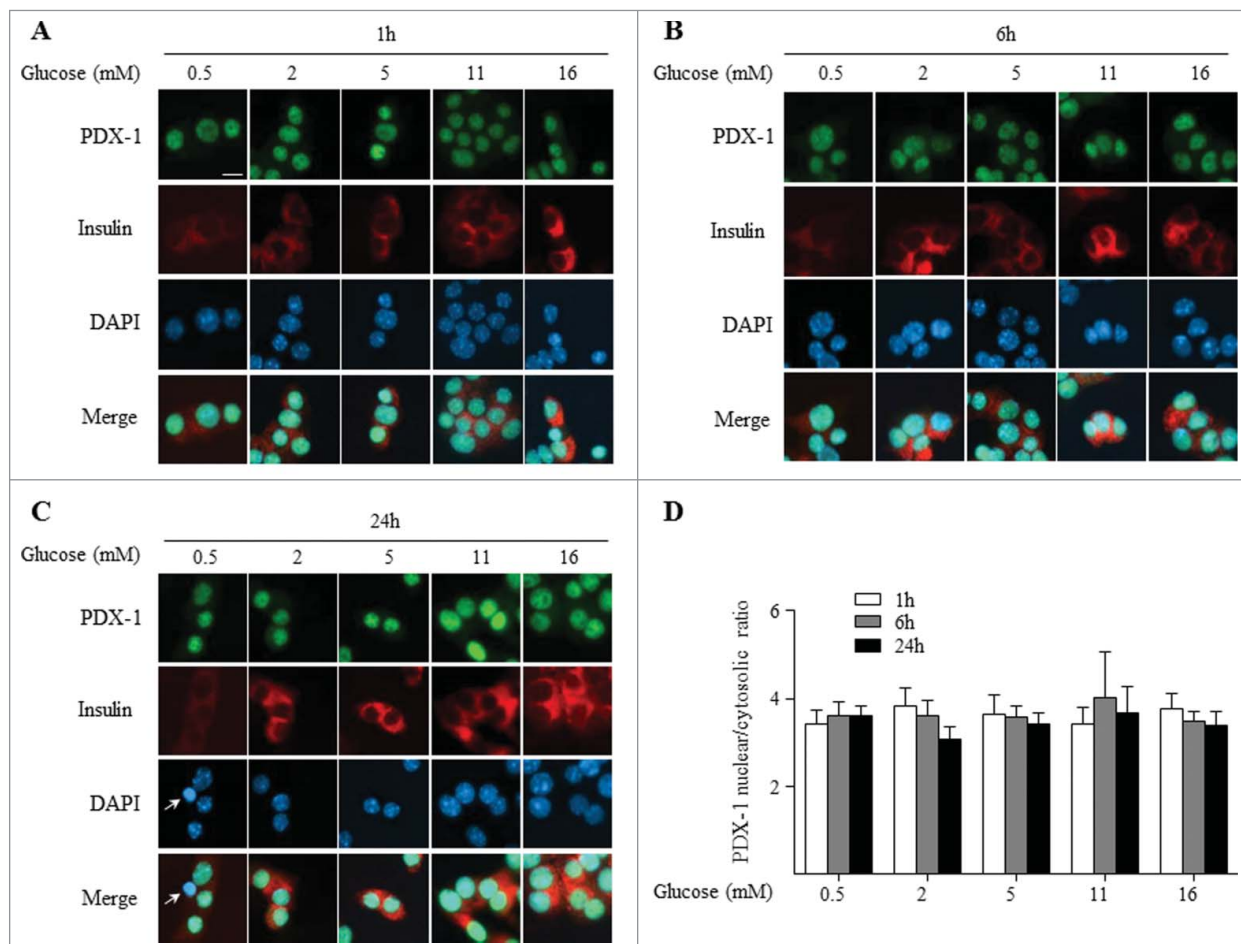 A
1h
Glucose (mM)
0.5 2 5 11 16
PDX-1
Insulin
DAPI
Merge
B
6h
Glucose (mM)
0.5 2 5 11 16
PDX-1
Insulin
DAPI
Merge
C
24h
Glucose (mM)
0.5 2 5 11 16
PDX-1
Insulin
DAPI
Merge
D
PDX-1 nuclear/cytosolic ratio
6
4
2
1h
6h
24h
Glucose (mM)
0.5 2 5 11 16